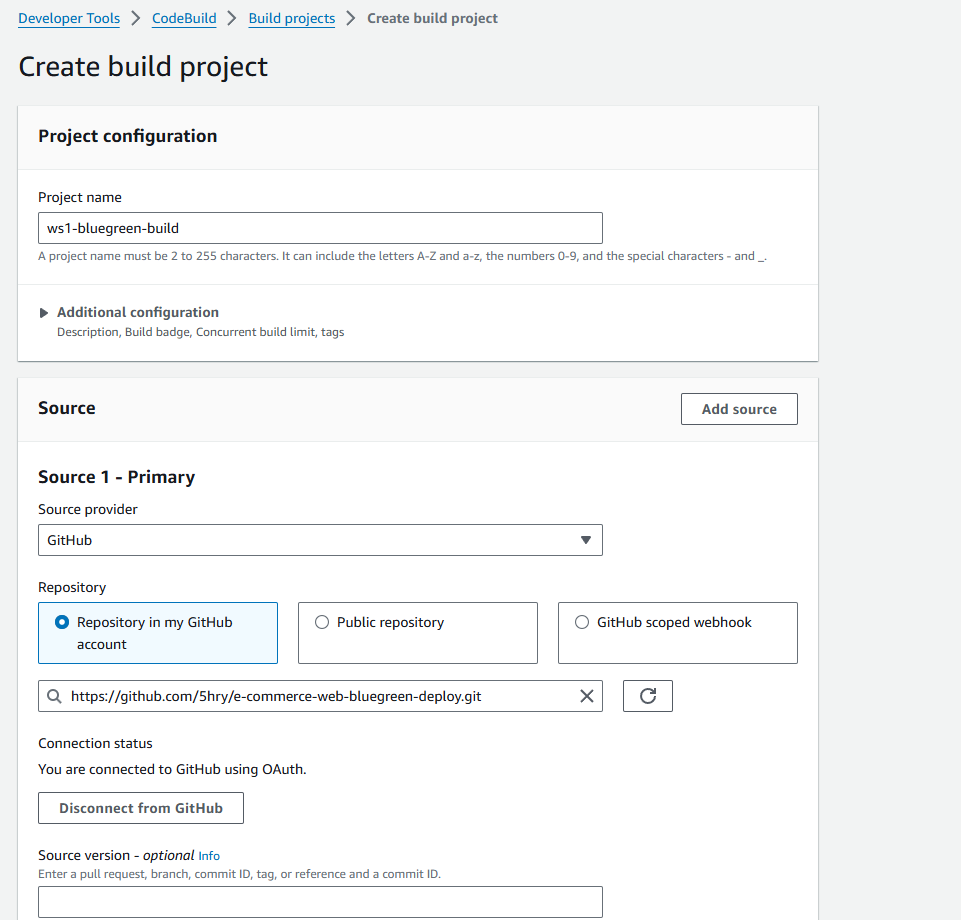 Developer Tools > CodeBuild > Build projects > Create build project
Create build project
Project configuration
Project name
ws1-bluegreen-build
A project name must be 2 to 255 characters. It can include the letters A-Z and a-z, the numbers 0-9, and the special characters - and _.
Additional configuration
Description, Build badge, Concurrent build limit, tags
Source
Add source
Source 1 - Primary
Source provider
GitHub
Repository
Repository in my GitHub
account
Public repository
GitHub scoped webhook
https://github.com/5hry/e-commerce-web-bluegreen-deploy.git
Connection status
You are connected to GitHub using OAuth.
Disconnect from GitHub
Source version - optional Info
Enter a pull request, branch, commit ID, tag, or reference and a commit ID.